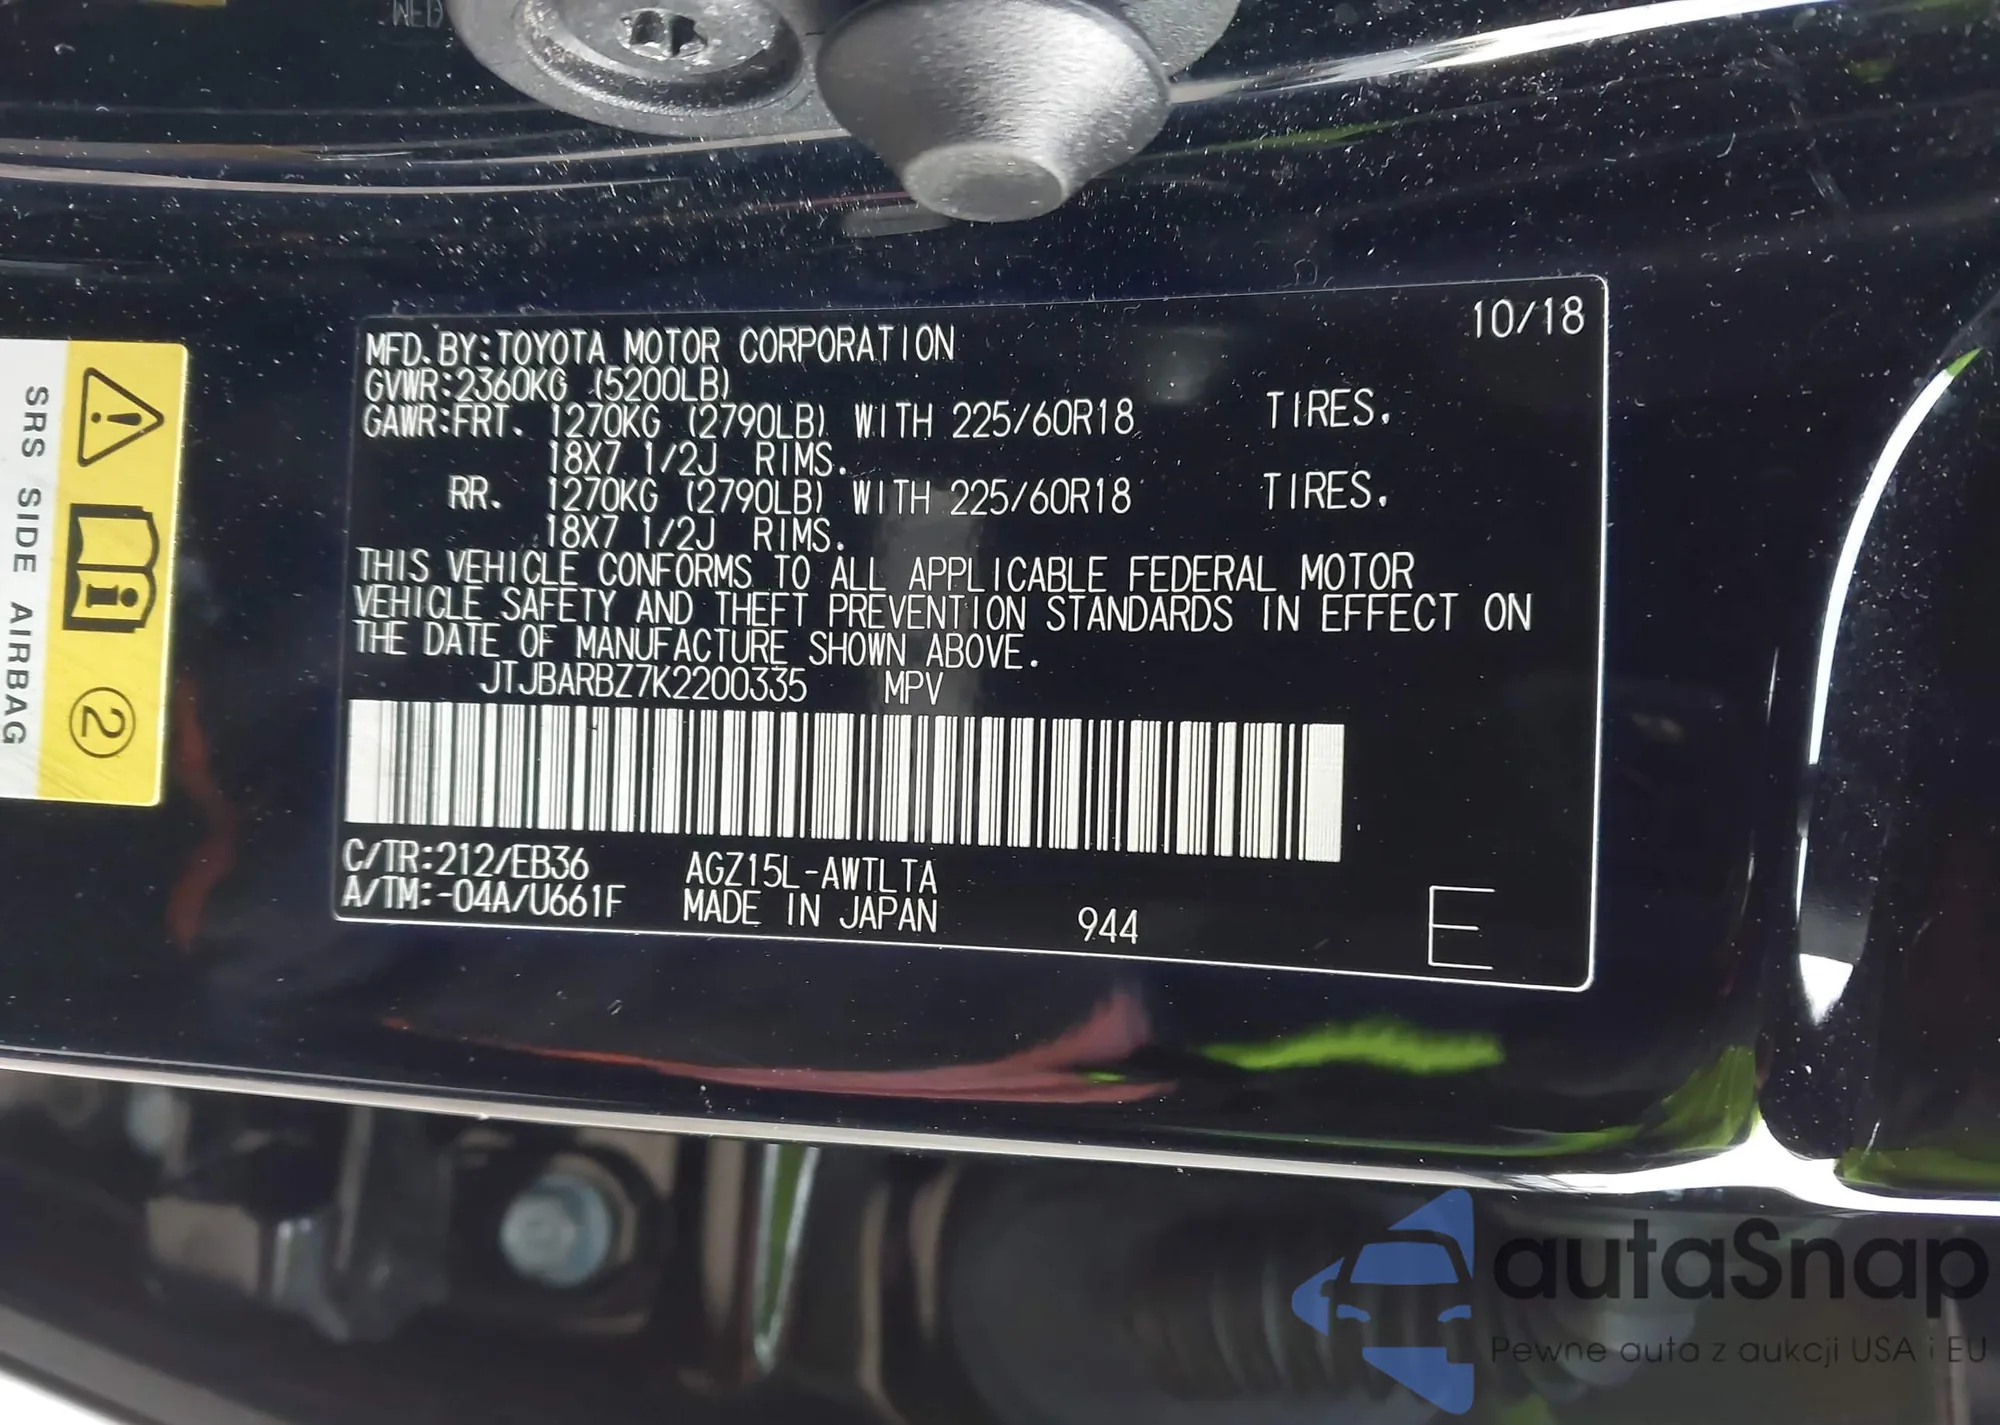 10/18
MFD. BY:TOYOTA MOTOR CORPORATION
GVWR:2360KG (5200LB)
GAWR:FRT. 1270KG (2790LB) WITH 225/60R18 TIRES.
18X7 1/2J RIMS.
RR. 1270KG (2790LB) WITH 225/60R18 TIRES.
18X7 1/2J RIMS.
THIS VEHICLE CONFORMS TO ALL APPLICABLE FEDERAL MOTOR
VEHICLE SAFETY AND THEFT PREVENTION STANDARDS IN EFFECT ON
THE DATE OF MANUFACTURE SHOWN ABOVE.
JTJBARBZ7K2200335 MPV
C/TR:212/EB36 AGZ15L-AWTLTA
A/TM:-04A/U661F MADE IN JAPAN 944 E
SRS SIDE AIRBAG
2
autaSnap
Pewne auta z aukcji USA i EU